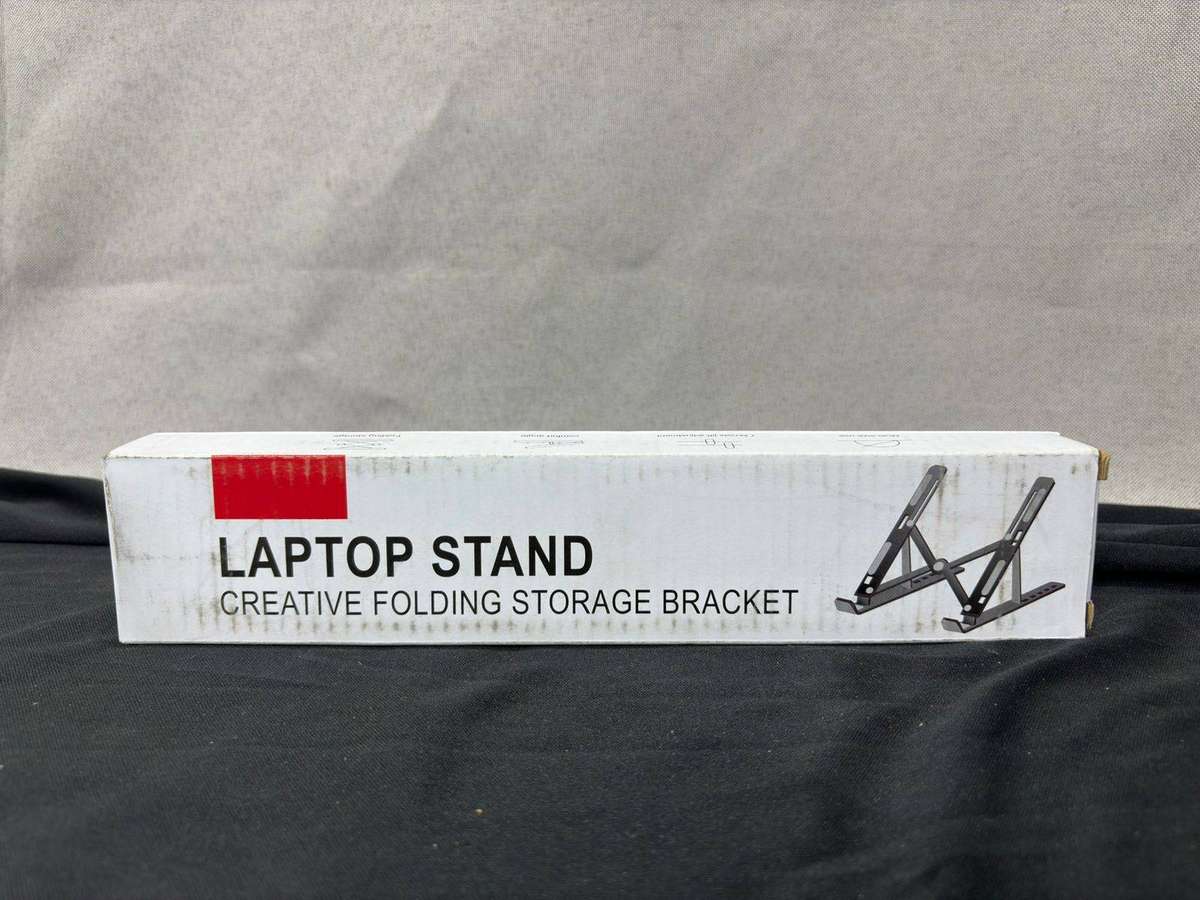 LAPTOP STAND
CREATIVE FOLDING STORAGE BRACKET